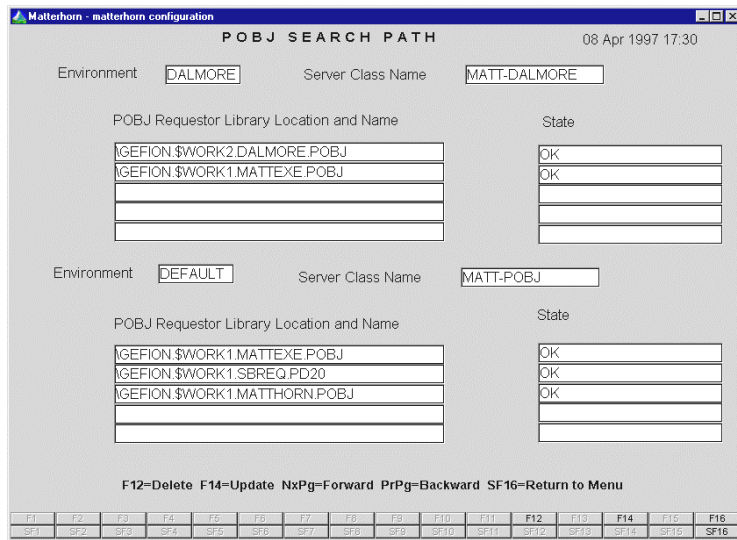 Matterhorn - matterhorn configuration
POBJ SEARCH PATH 08 Apr 1997 17:30
Environment DALMORE Server Class Name MATT-DALMORE
POBJ Requestor Library Location and Name State
\GEFION.$WORK2.DALMORE.POBJ OK
\GEFION.$WORK1.MATTEXE.POBJ OK
Environment DEFAULT Server Class Name MATT-POBJ
POBJ Requestor Library Location and Name State
\GEFION.$WORK1.MATTEXE.POBJ OK
\GEFION.$WORK1.SBREQ.PD20 OK
\GEFION.$WORK1.MATTHORN.POBJ OK
F12=Delete F14=Update NxPg=Forward PrPg=Backward SF16=Return to Menu
F1 F2 F3 F4 F5 F6 F7 F8 F9 F10 F11 F12 F13 F14 F15 F16
SF1 SF2 SF3 SF4 SF5 SF6 SF7 SF8 SF9 SF10 SF11 SF12 SF13 SF14 SF15 SF16